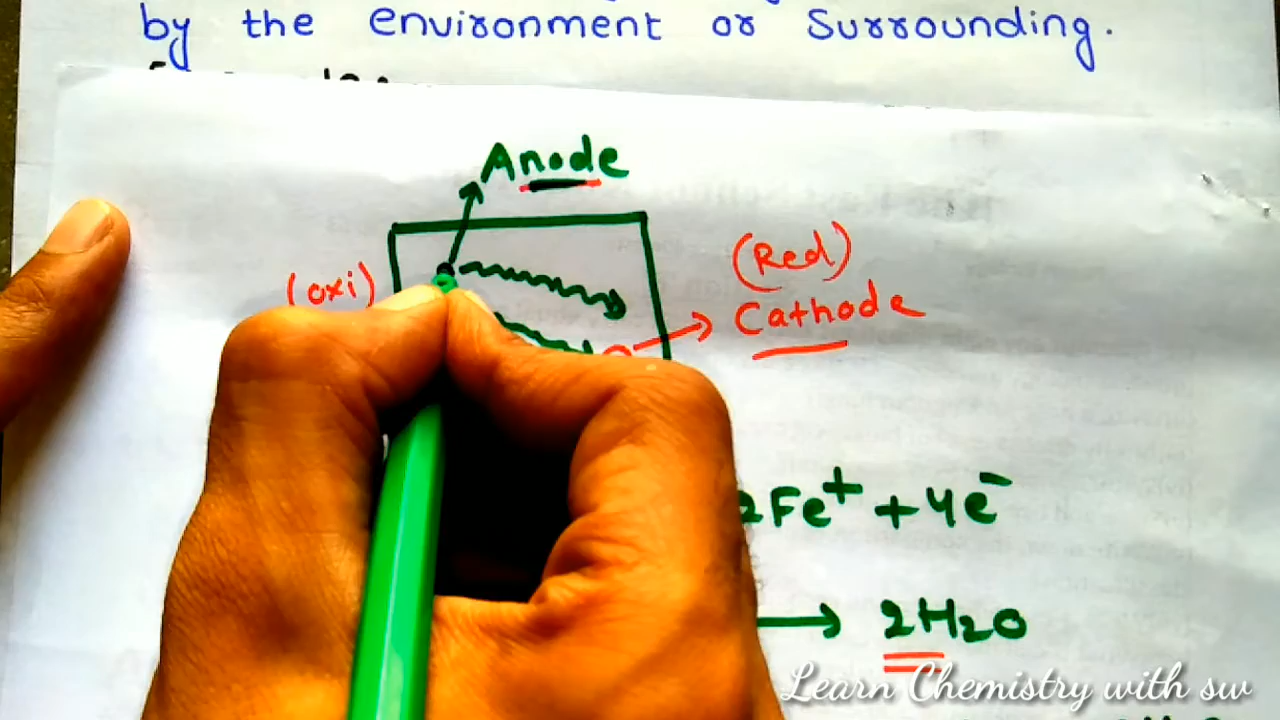 by the environment or surrounding.
Anode
(oxi)
(Red)
Cathode
2Fe⁺ + 4e⁻
→ 2H₂O
Learn Chemistry with sw